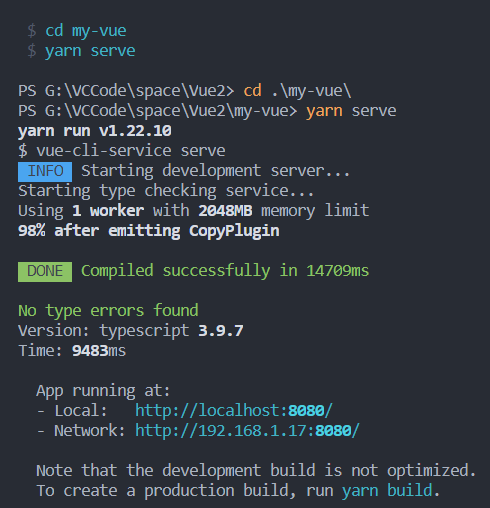 $ cd my-vue
$ yarn serve
PS G:\VCCode\space\Vue2> cd .\my-vue\
PS G:\VCCode\space\Vue2\my-vue> yarn serve
yarn run v1.22.10
$ vue-cli-service serve
INFO Starting development server...
Starting type checking service...
Using 1 worker with 2048MB memory limit
98% after emitting CopyPlugin
DONE Compiled successfully in 14709ms
No type errors found
Version: typescript 3.9.7
Time: 9483ms
App running at:
- Local: http://localhost:8080/
- Network: http://192.168.1.17:8080/
Note that the development build is not optimized.
To create a production build, run yarn build.